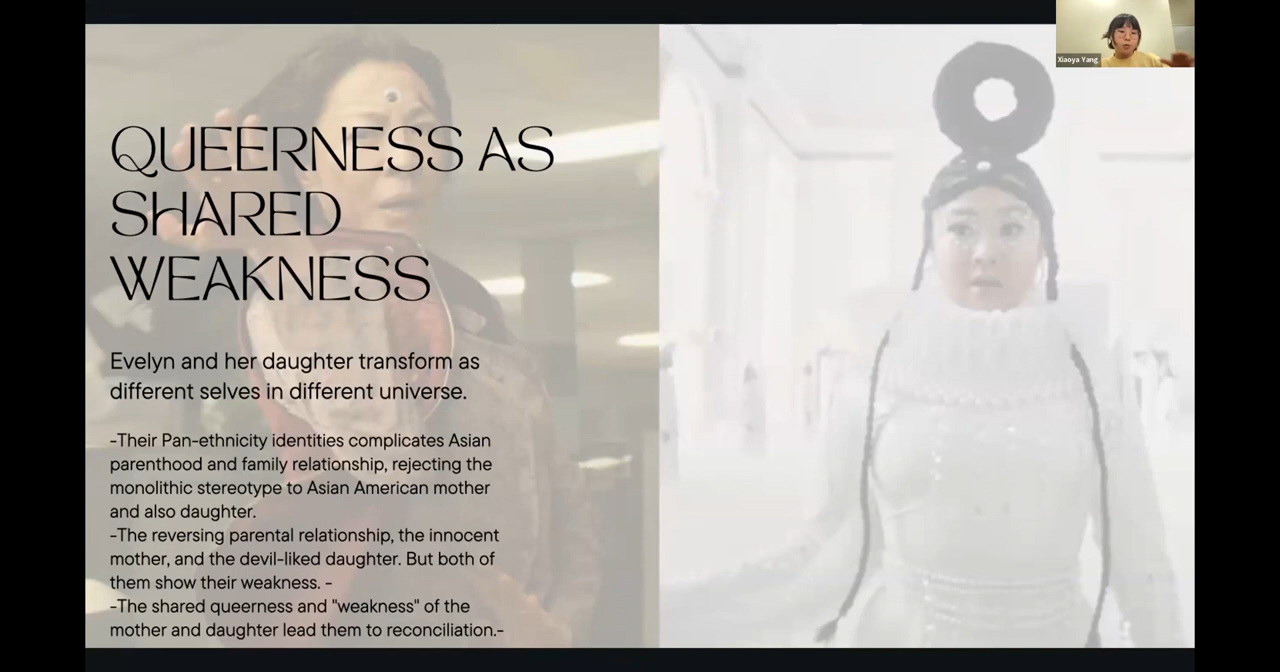 Xiaoya Yang
QUEERNESS AS
SHARED
WEAKNESS
Evelyn and her daughter transform as
different selves in different universe.
-Their Pan-ethnicity identities complicates Asian
parenthood and family relationship, rejecting the
monolithic stereotype to Asian American mother
and also daughter.
-The reversing parental relationship, the innocent
mother, and the devil-liked daughter. But both of
them show their weakness. -
-The shared queerness and "weakness" of the
mother and daughter lead them to reconciliation.-